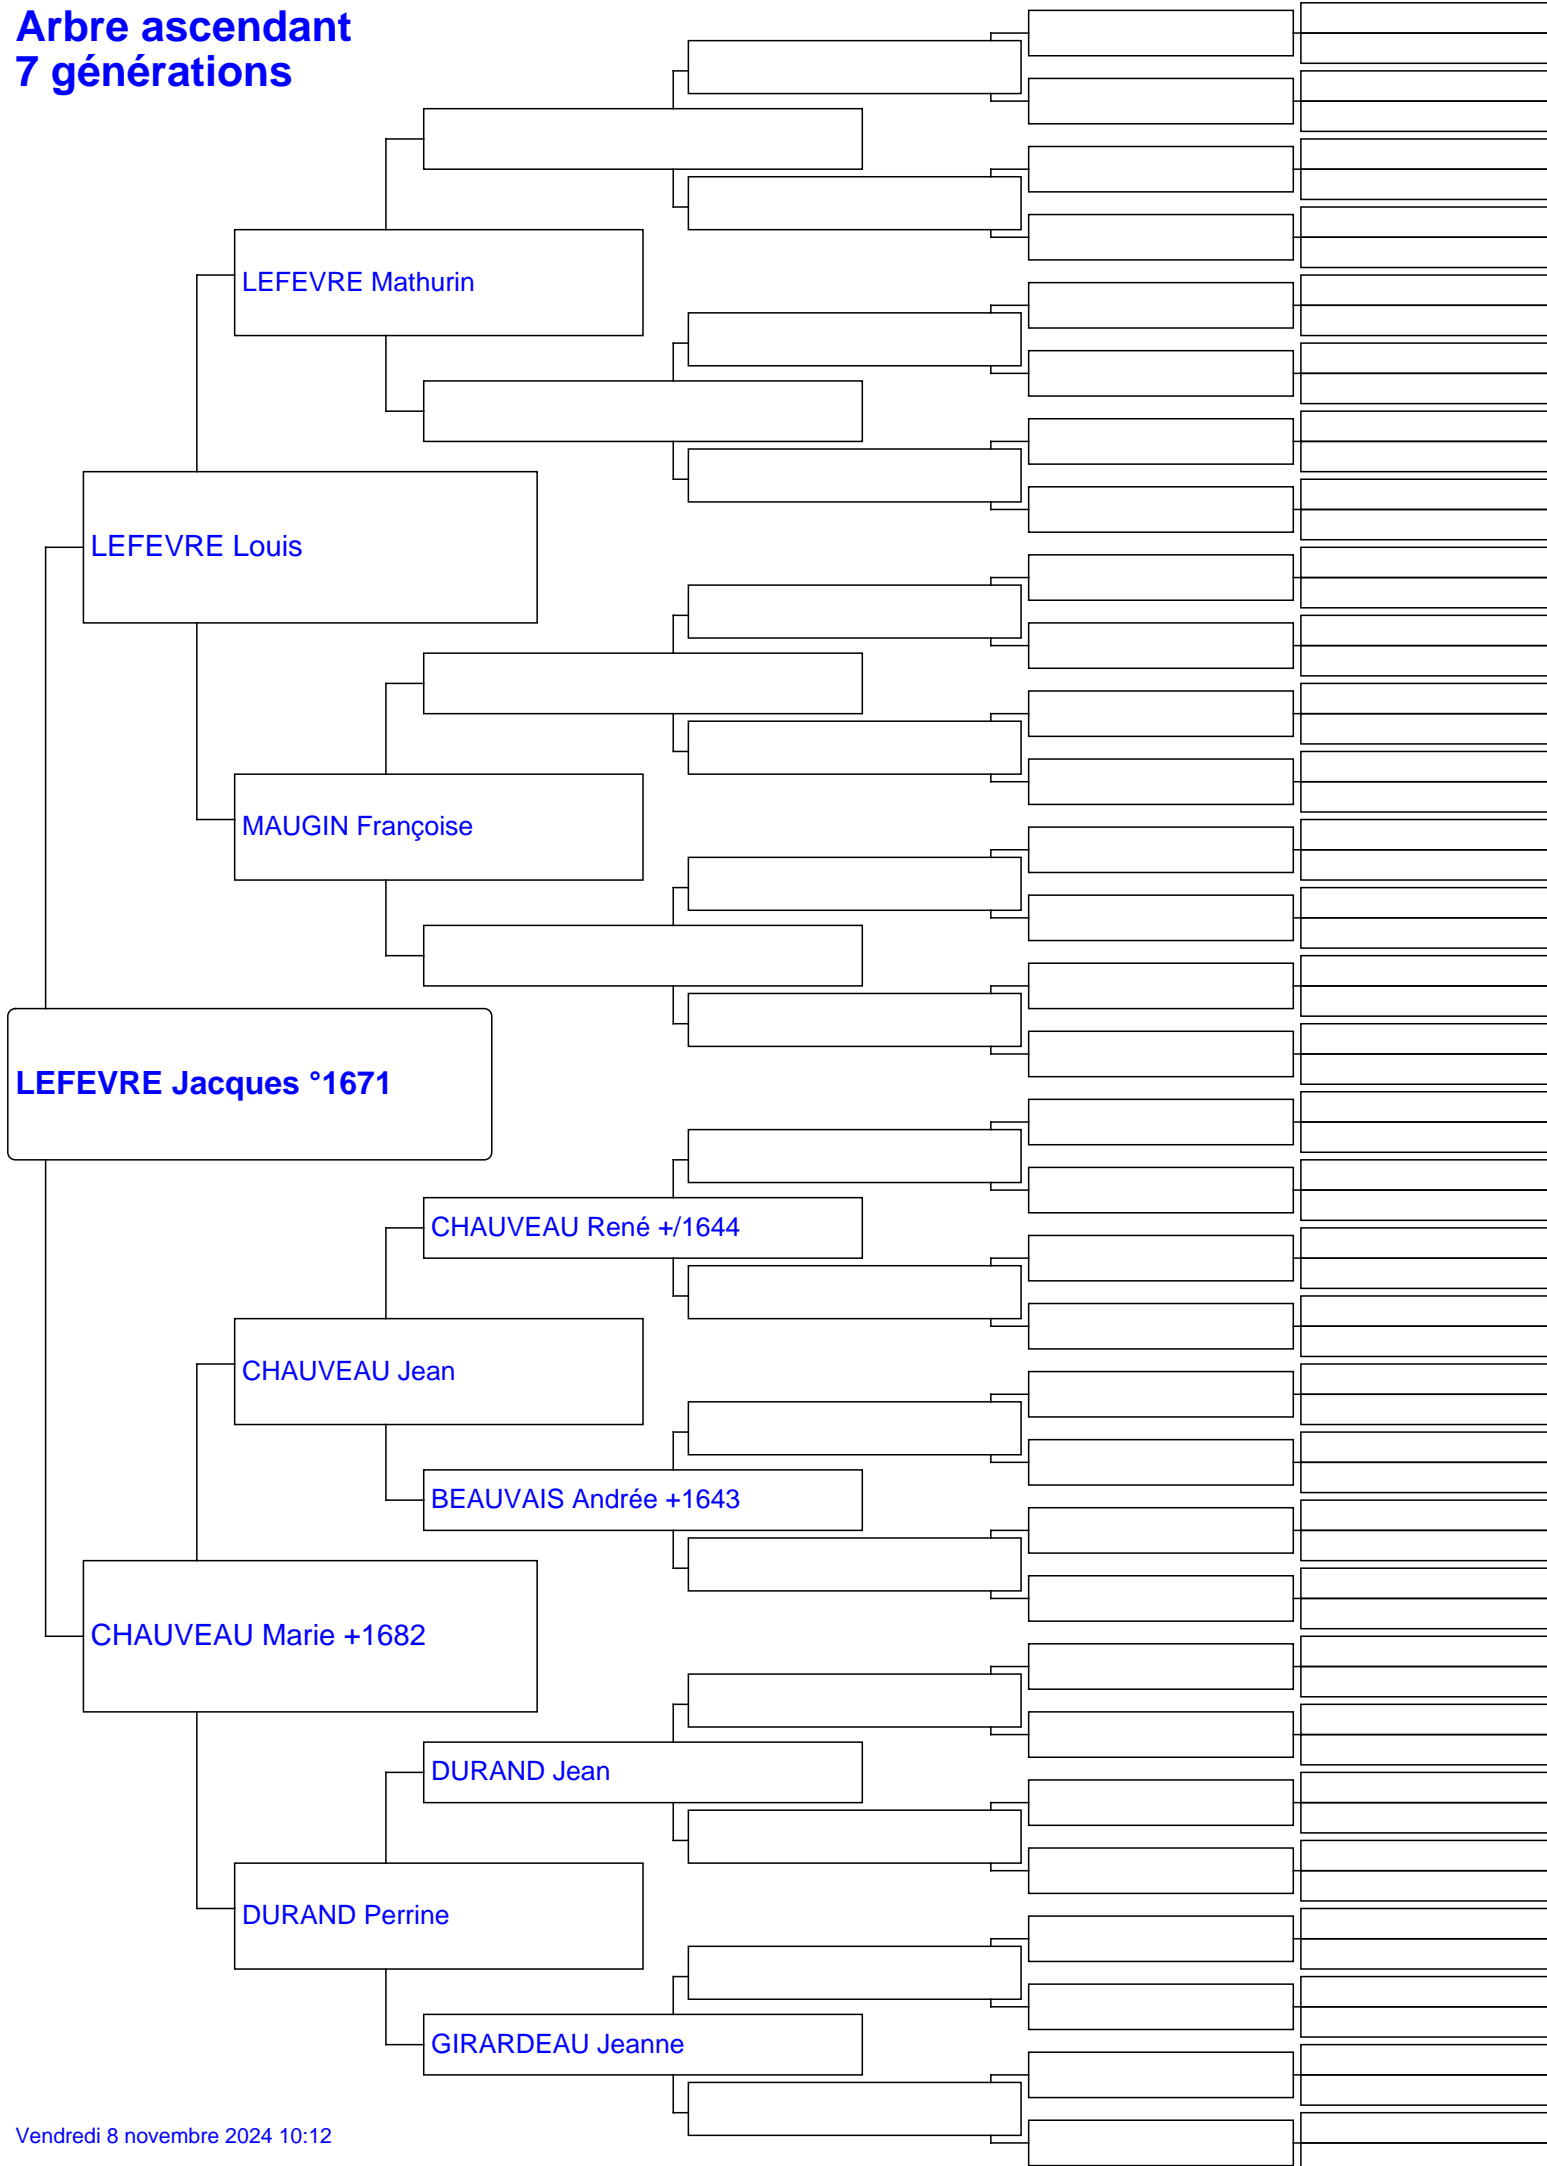 Arbre ascendant
7 générations
LEFEVRE Mathurin
LEFEVRE Louis
MAUGIN Françoise
LEFEVRE Jacques °1671
CHAUVEAU René +/1644
CHAUVEAU Jean
BEAUVAIS Andrée +1643
CHAUVEAU Marie +1682
DURAND Jean
DURAND Perrine
GIRARDEAU Jeanne
Vendredi 8 novembre 2024 10:12